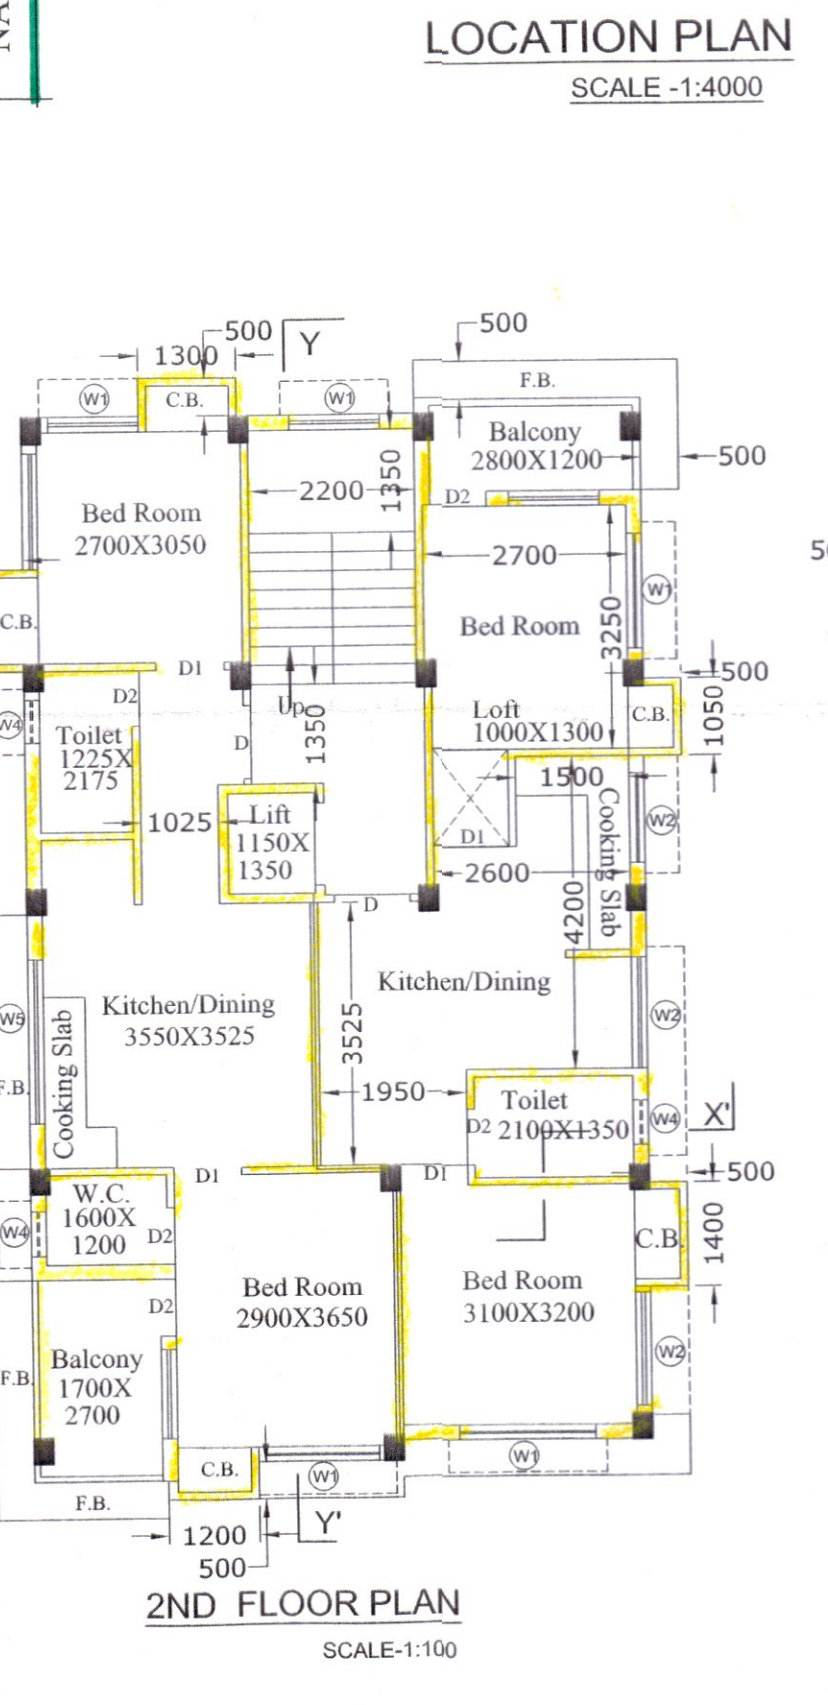 NA
LOCATION PLAN
SCALE -1:4000
500
Y
500
1300
F.B.
W1
C.B.
W1
Balcony
2800X1200
500
1350
2200
D2
Bed Room
2700X3050
2700
W1
C.B.
Bed Room
3250
D1
500
D2
Up
Loft
1000X1300
C.B.
1050
W4
Toilet
1225X
2175
D
1350
1500
1025
Lift
1150X
1350
D1
Cooking Slab
W2
2600
D
4200
Kitchen/Dining
Kitchen/Dining
3550X3525
W5
W2
3525
F.B.
Cooking Slab
1950
Toilet
2100X1350
D2
W4
X'
D1
D1
500
W.C.
1600X
1200
D2
W4
C.B.
1400
Bed Room
2900X3650
Bed Room
3100X3200
D2
Balcony
1700X
2700
F.B.
W2
C.B.
W1
W1
F.B.
1200
Y'
500
2ND FLOOR PLAN
SCALE-1:100